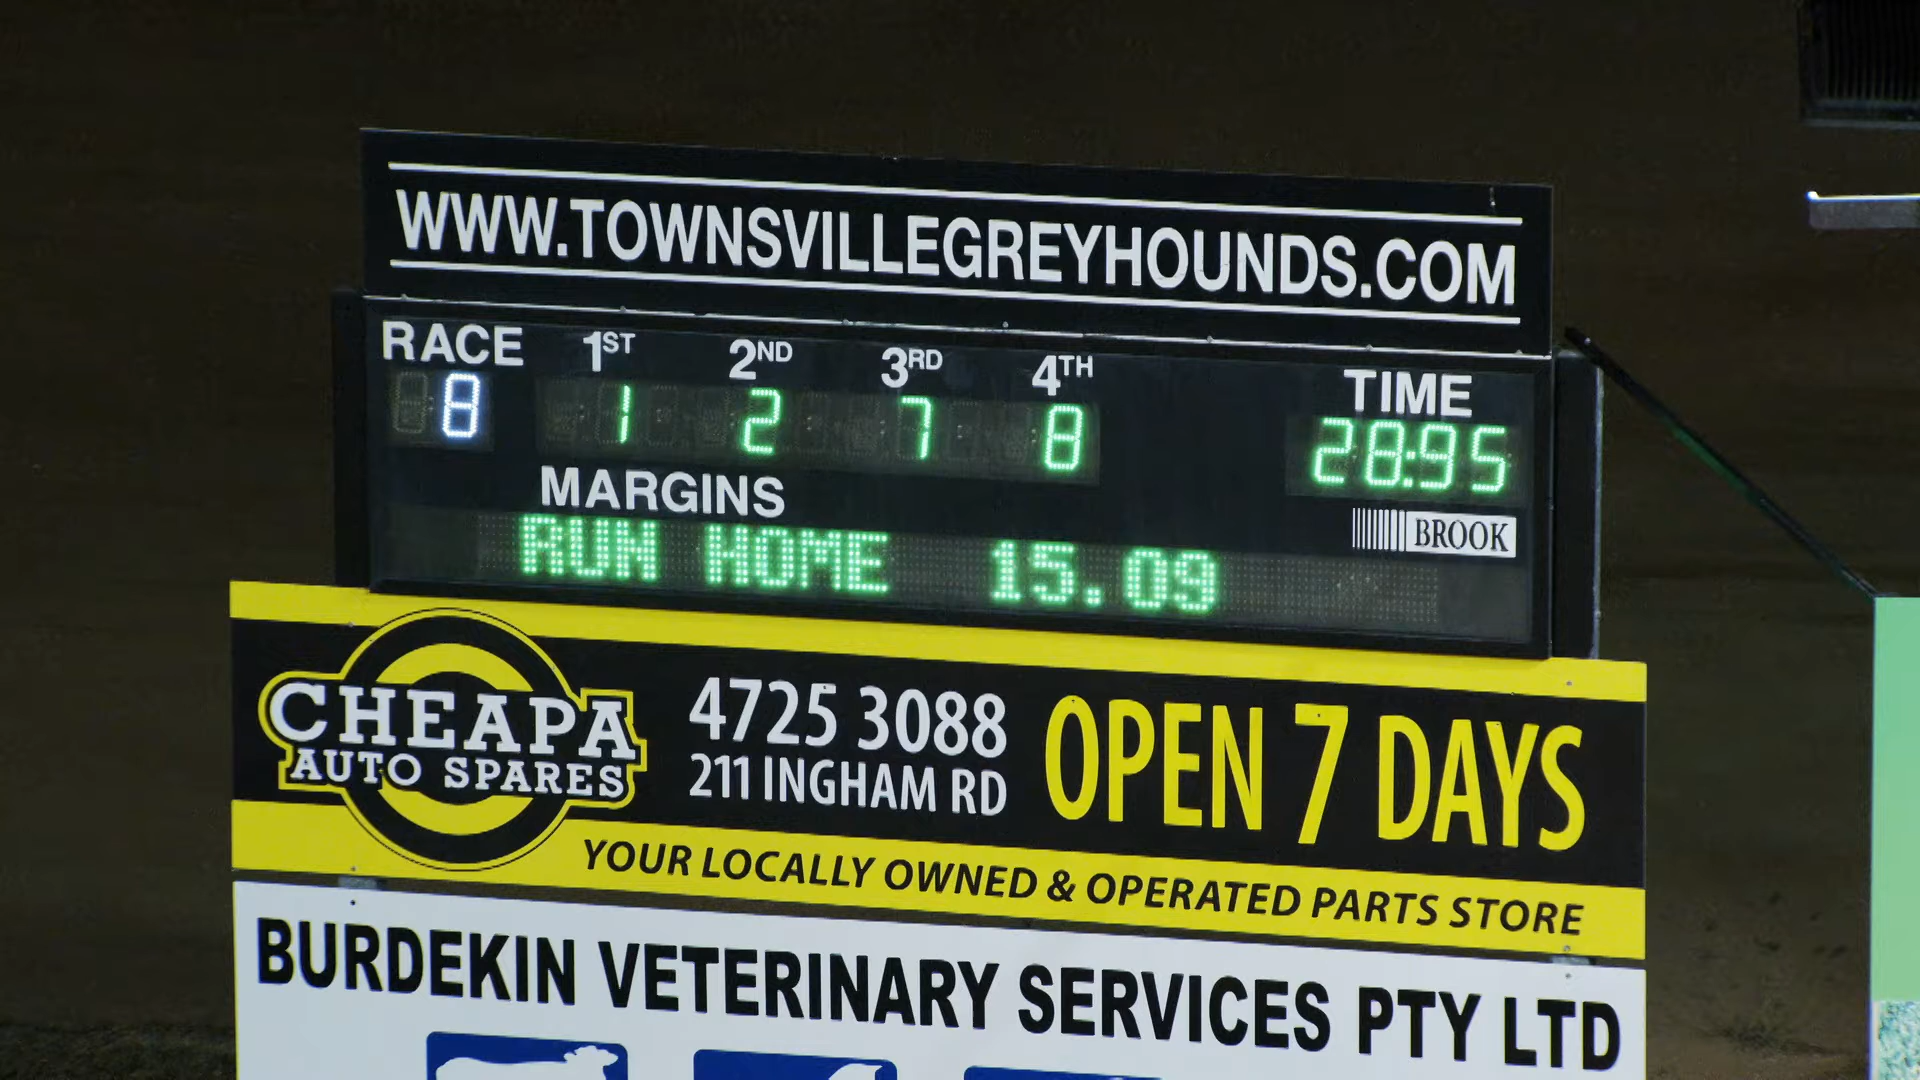 WWW.TOWNSVILLEGREYHOUNDS.COM
RACE 1ST 2ND 3RD 4TH TIME
8 1 2 7 8 28:95
MARGINS
RUN HOME 15.09
BROOK
CHEAPA
AUTO SPARES
4725 3088
211 INGHAM RD
OPEN 7 DAYS
YOUR LOCALLY OWNED & OPERATED PARTS STORE
BURDEKIN VETERINARY SERVICES PTY LTD